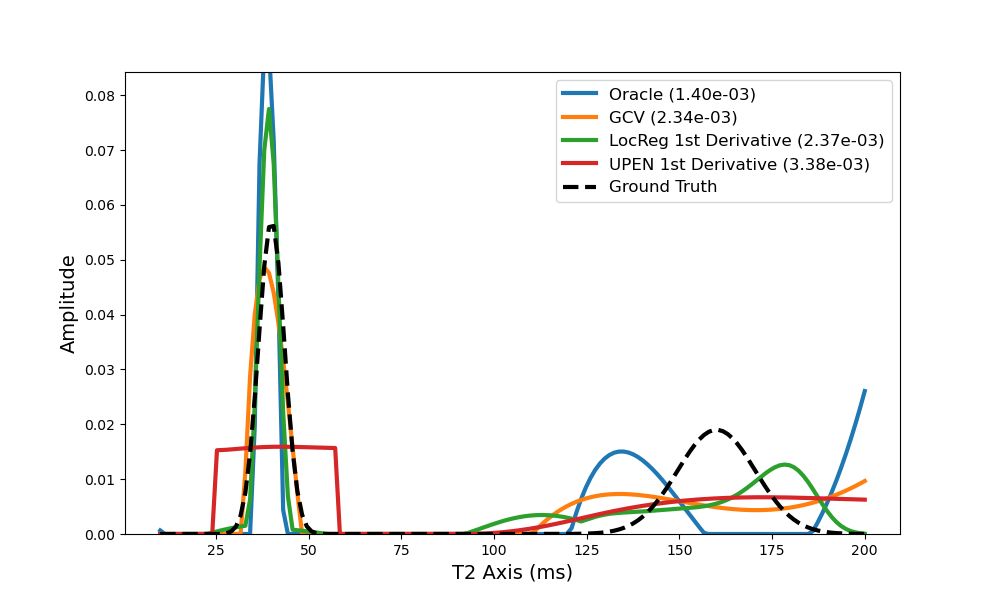 Oracle (1.40e-03)
GCV (2.34e-03)
LocReg 1st Derivative (2.37e-03)
UPEN 1st Derivative (3.38e-03)
Ground Truth
Amplitude
0.08
0.07
0.06
0.05
0.04
0.03
0.02
0.01
0.00
25 50 75 100 125 150 175 200
T2 Axis (ms)